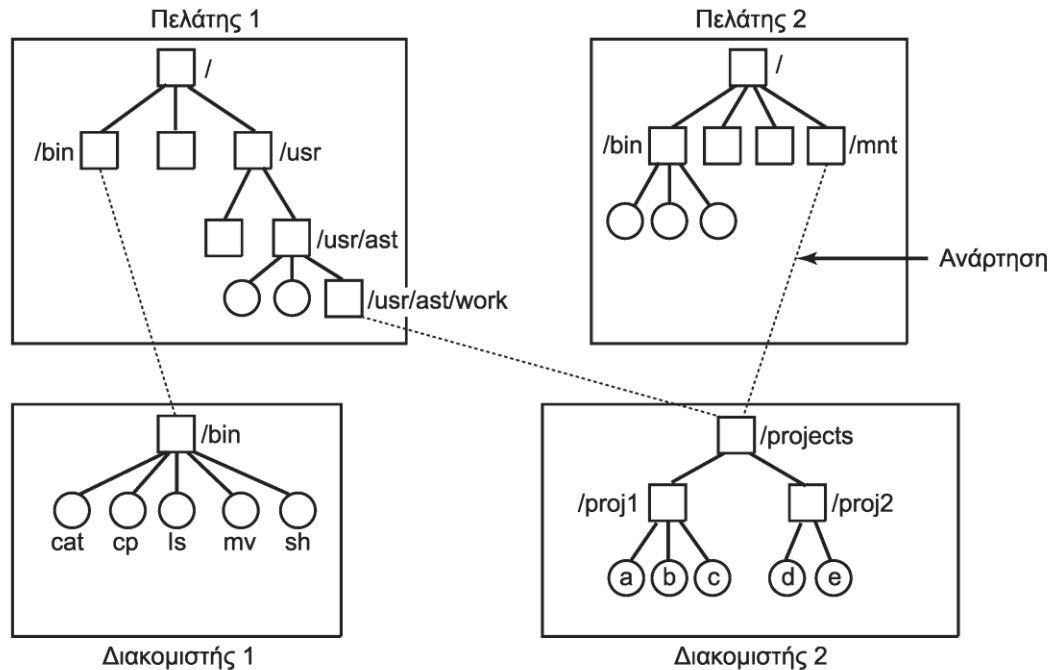 Πελάτης 1
Πελάτης 2
/
/
/bin
/usr
/bin
/mnt
/usr/ast
Ανάρτηση
/usr/ast/work
/bin
/projects
/proj1
/proj2
cat cp ls mv sh
a b c d e
Διακομιστής 1
Διακομιστής 2